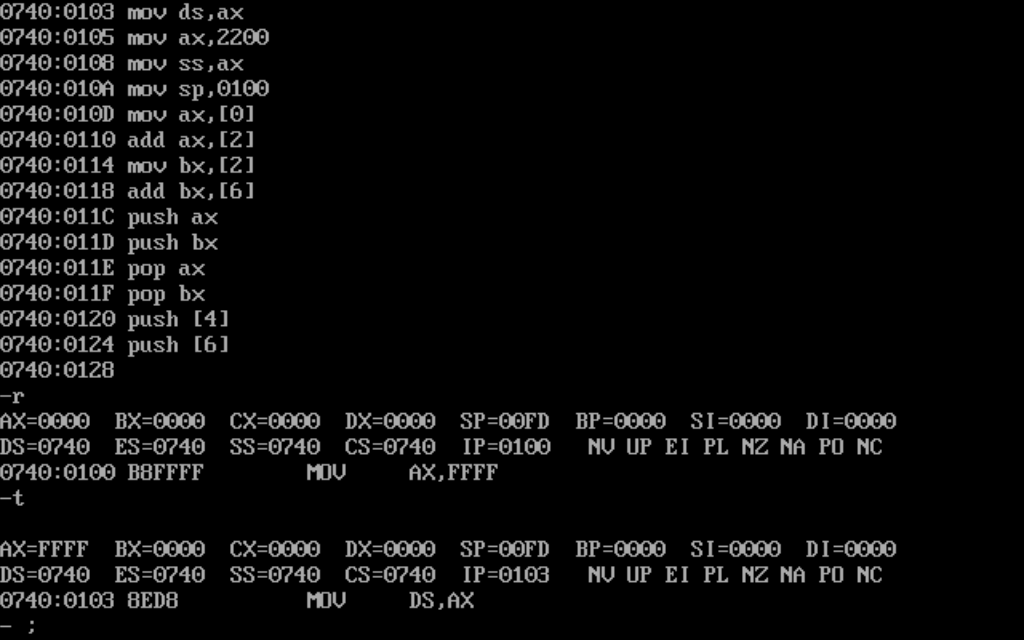 0740:0103 mov ds,ax
0740:0105 mov ax,2200
0740:0108 mov ss,ax
0740:010A mov sp,0100
0740:010D mov ax,[0]
0740:0110 add ax,[2]
0740:0114 mov bx,[2]
0740:0118 add bx,[6]
0740:011C push ax
0740:011D push bx
0740:011E pop ax
0740:011F pop bx
0740:0120 push [4]
0740:0124 push [6]
0740:0128
-r
AX=0000 BX=0000 CX=0000 DX=0000 SP=00FD BP=0000 SI=0000 DI=0000
DS=0740 ES=0740 SS=0740 CS=0740 IP=0100 NV UP EI PL NZ NA PO NC
0740:0100 B8FFFF MOV AX,FFFF
-t
AX=FFFF BX=0000 CX=0000 DX=0000 SP=00FD BP=0000 SI=0000 DI=0000
DS=0740 ES=0740 SS=0740 CS=0740 IP=0103 NV UP EI PL NZ NA PO NC
0740:0103 8ED8 MOV DS,AX
- ;